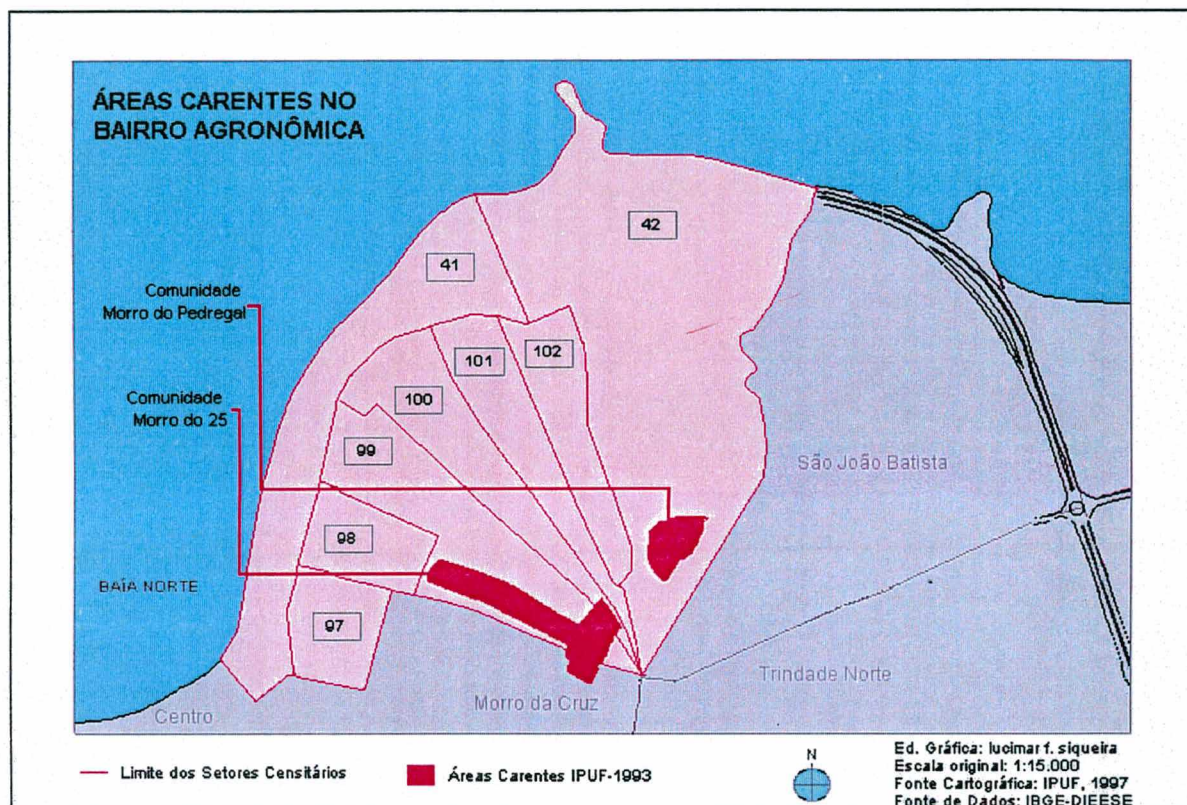 ÁREAS CARENTES NO
BAIRRO AGRONÔMICA
42
41
Comunidade
Morro do Pedregal
102
101
100
Comunidade
Morro do 25
99
São João Batista
98
BAÍA NORTE
97
Trindade Norte
Morro da Cruz
Centro
Limite dos Setores Censitários
Áreas Carentes IPUF-1993
N
Ed. Gráfica: lucimar f. siqueira
Escala original: 1:15.000
Fonte Cartográfica: IPUF, 1997
Fonte de Dados: IBGE-DIEESE